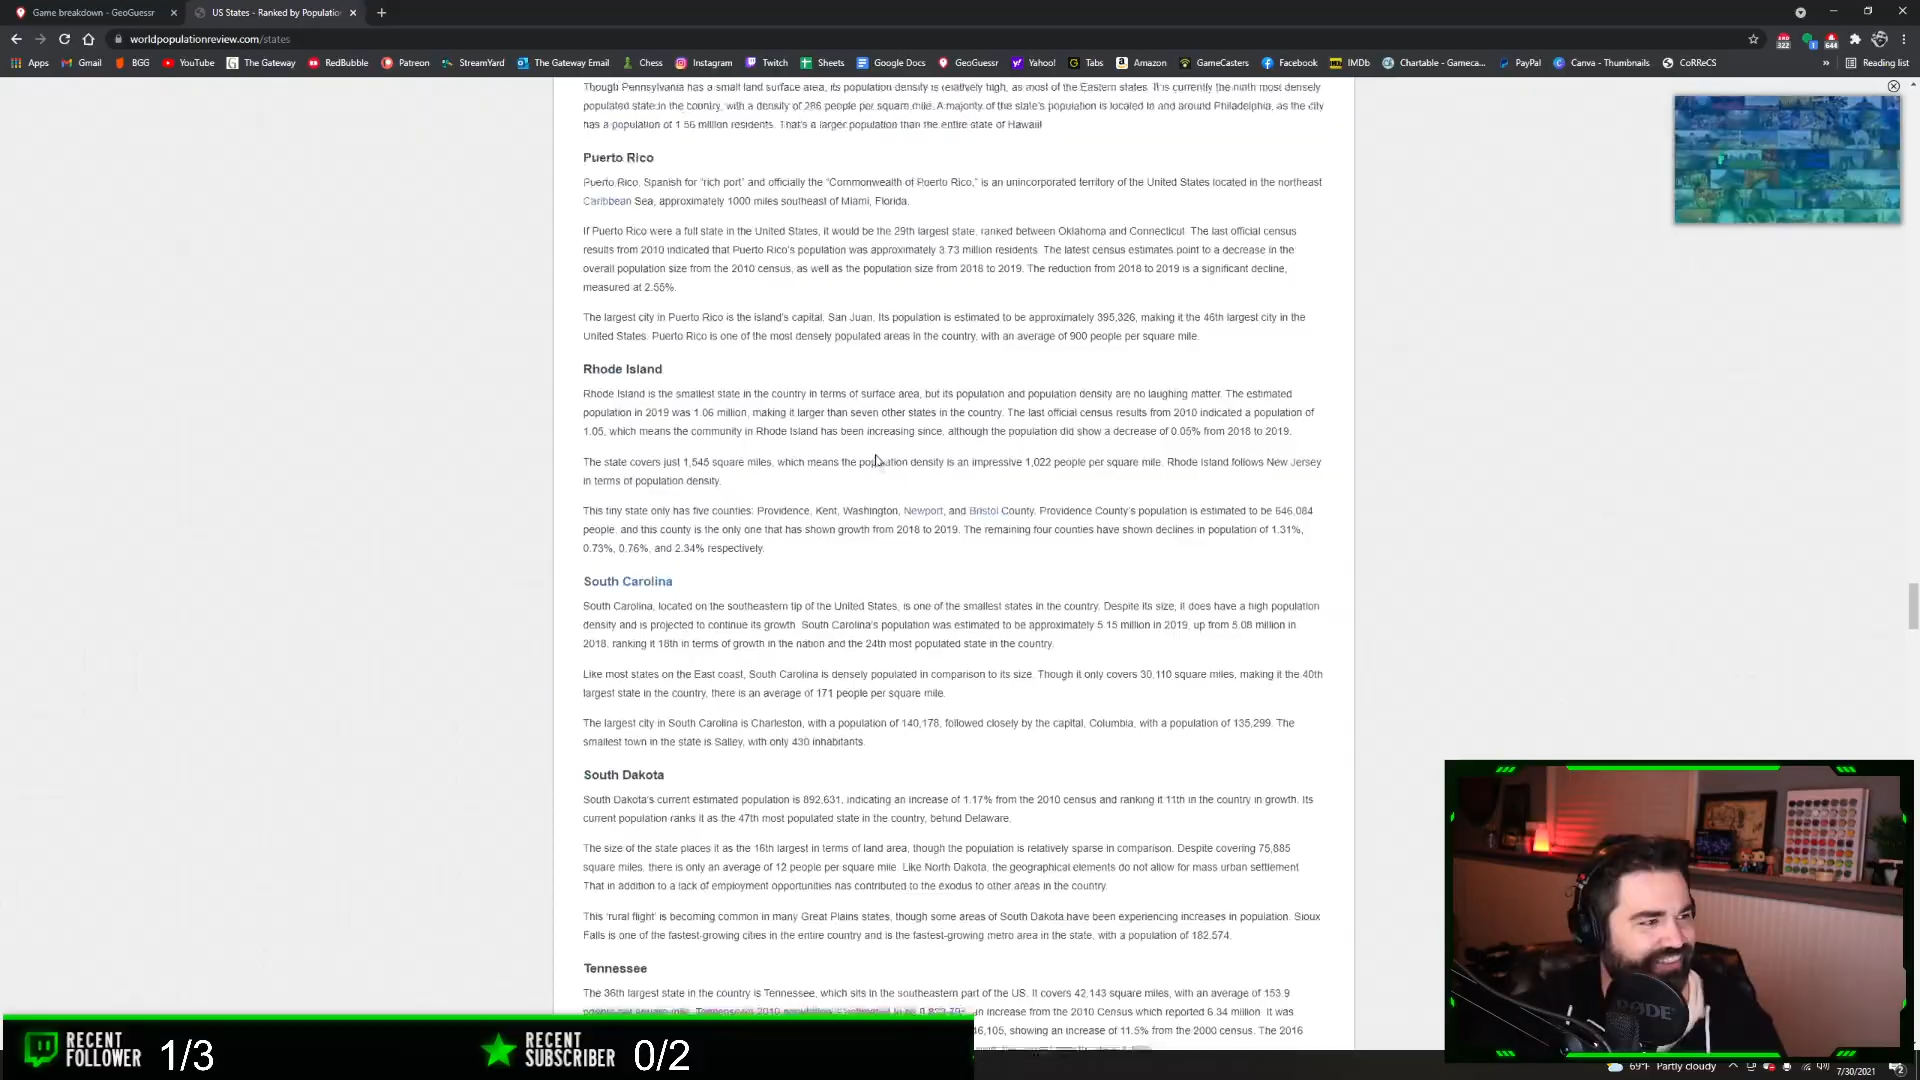 Game breakdown - GeoGuessr
US States - Ranked by Populatio
worldpopulationreview.com/states
Apps Gmail BGG YouTube The Gateway RedBubble Patreon StreamYard The Gateway Email Chess Instagram Twitch Sheets Google Docs GeoGuessr Yahoo! Tabs Amazon GameCasters Facebook IMDb Chartable - Gameca... PayPal Canva - Thumbnails CoRReCS » Reading list
Though Pennsylvania has a small land surface area, its population density is relatively high, as most of the Eastern states. It is currently the ninth most densely
populated state in the country, with a density of 286 people per square mile. A majority of the state's population is located in and around Philadelphia, as the city
has a population of 1.56 million residents. That's a larger population than the entire state of Hawaii!
Puerto Rico
Puerto Rico, Spanish for "rich port" and officially the "Commonwealth of Puerto Rico," is an unincorporated territory of the United States located in the northeast
Caribbean Sea, approximately 1000 miles southeast of Miami, Florida.
If Puerto Rico were a full state in the United States, it would be the 29th largest state, ranked between Oklahoma and Connecticut. The last official census
results from 2010 indicated that Puerto Rico's population was approximately 3.73 million residents. The latest census estimates point to a decrease in the
overall population size from the 2010 census, as well as the population size from 2018 to 2019. The reduction from 2018 to 2019 is a significant decline,
measured at 2.55%.
The largest city in Puerto Rico is the island's capital, San Juan. Its population is estimated to be approximately 395,326, making it the 46th largest city in the
United States. Puerto Rico is one of the most densely populated areas in the country, with an average of 900 people per square mile.
Rhode Island
Rhode Island is the smallest state in the country in terms of surface area, but its population and population density are no laughing matter. The estimated
population in 2019 was 1.06 million, making it larger than seven other states in the country. The last official census results from 2010 indicated a population of
1.05, which means the community in Rhode Island has been increasing since, although the population did show a decrease of 0.05% from 2018 to 2019.
The state covers just 1,545 square miles, which means the population density is an impressive 1,022 people per square mile. Rhode Island follows New Jersey
in terms of population density.
This tiny state only has five counties: Providence, Kent, Washington, Newport, and Bristol County. Providence County's population is estimated to be 646,084
people, and this county is the only one that has shown growth from 2018 to 2019. The remaining four counties have shown declines in population of 1.31%,
0.73%, 0.76%, and 2.34% respectively.
South Carolina
South Carolina, located on the southeastern tip of the United States, is one of the smallest states in the country. Despite its size, it does have a high population
density and is projected to continue its growth. South Carolina's population was estimated to be approximately 5.15 million in 2019, up from 5.08 million in
2018, ranking it 16th in terms of growth in the nation and the 24th most populated state in the country.
Like most states on the East coast, South Carolina is densely populated in comparison to its size. Though it only covers 30,110 square miles, making it the 40th
largest state in the country, there is an average of 171 people per square mile.
The largest city in South Carolina is Charleston, with a population of 140,178, followed closely by the capital, Columbia, with a population of 135,299. The
smallest town in the state is Salley, with only 430 inhabitants.
South Dakota
South Dakota's current estimated population is 892,631, indicating an increase of 1.17% from the 2010 census and ranking it 11th in the country in growth. Its
current population ranks it as the 47th most populated state in the country, behind Delaware.
The size of the state places it as the 16th largest in terms of land area, though the population is relatively sparse in comparison. Despite covering 75,885
square miles, there is only an average of 12 people per square mile. Like North Dakota, the geographical elements do not allow for mass urban settlement.
That in addition to a lack of employment opportunities has contributed to the exodus to other areas in the country.
This 'rural flight' is becoming common in many Great Plains states, though some areas of South Dakota have been experiencing increases in population. Sioux
Falls is one of the fastest-growing cities in the entire country and is the fastest-growing metro area in the state, with a population of 182,574.
Tennessee
The 36th largest state in the country is Tennessee, which sits in the southeastern part of the US. It covers 42,143 square miles, with an average of 153.9
an increase from the 2010 Census which reported 6.34 million. It was
46,105, showing an increase of 11.5% from the 2000 census. The 2016
RECENT FOLLOWER 1/3
RECENT SUBSCRIBER 0/2
RØDE
69°F Partly cloudy
7/30/2021